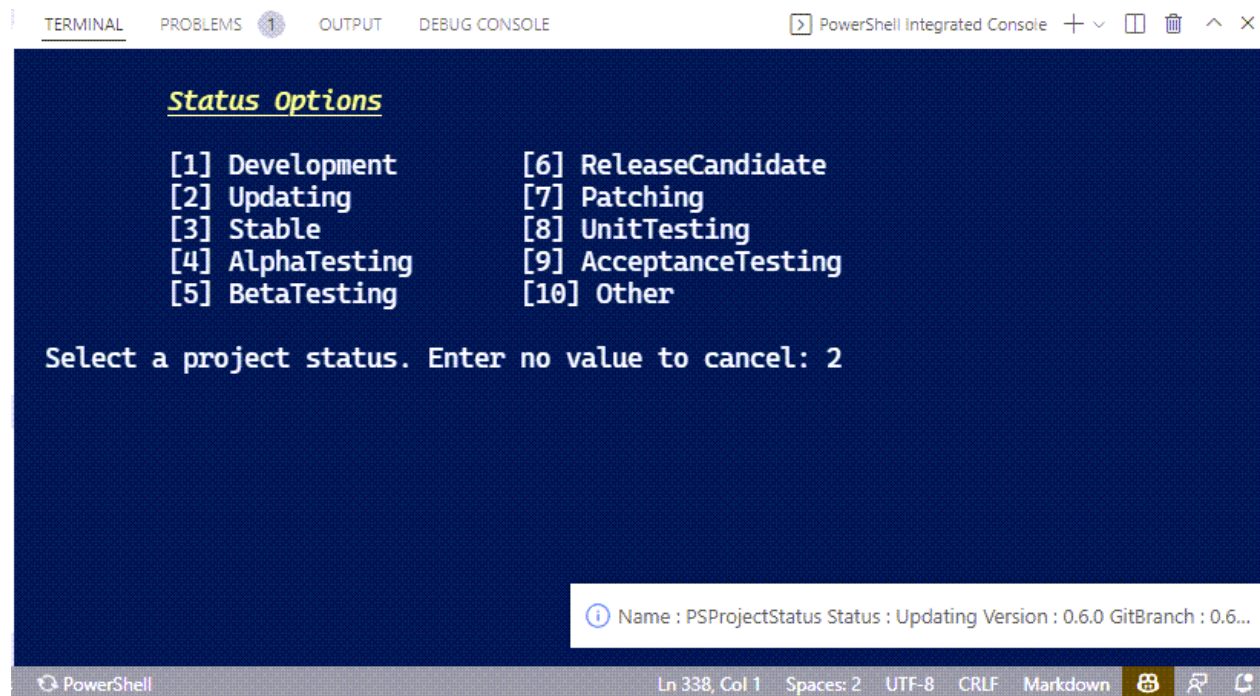 TERMINAL PROBLEMS 1 OUTPUT DEBUG CONSOLE PowerShell Integrated Console
Status Options
[1] Development [6] ReleaseCandidate
[2] Updating [7] Patching
[3] Stable [8] UnitTesting
[4] AlphaTesting [9] AcceptanceTesting
[5] BetaTesting [10] Other
Select a project status. Enter no value to cancel: 2
Name : PSProjectStatus Status : Updating Version : 0.6.0 GitBranch : 0.6...
PowerShell Ln 338, Col 1 Spaces: 2 UTF-8 CRLF Markdown